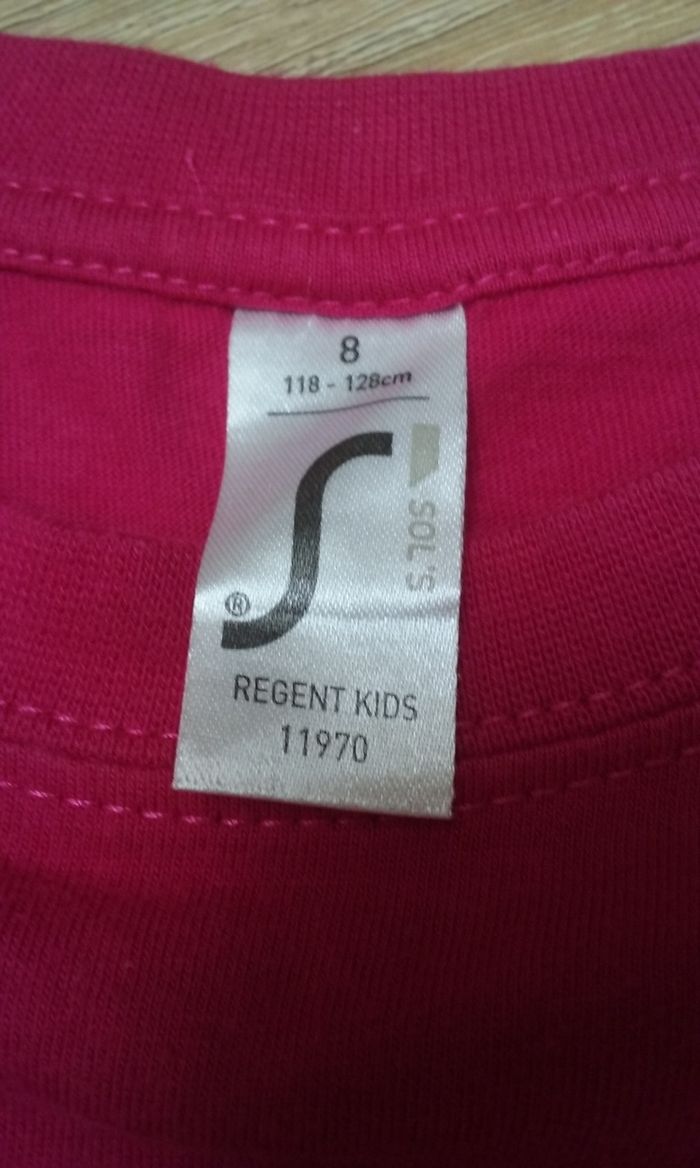 8
118 - 128cm
SOL'S
®
REGENT KIDS
11970